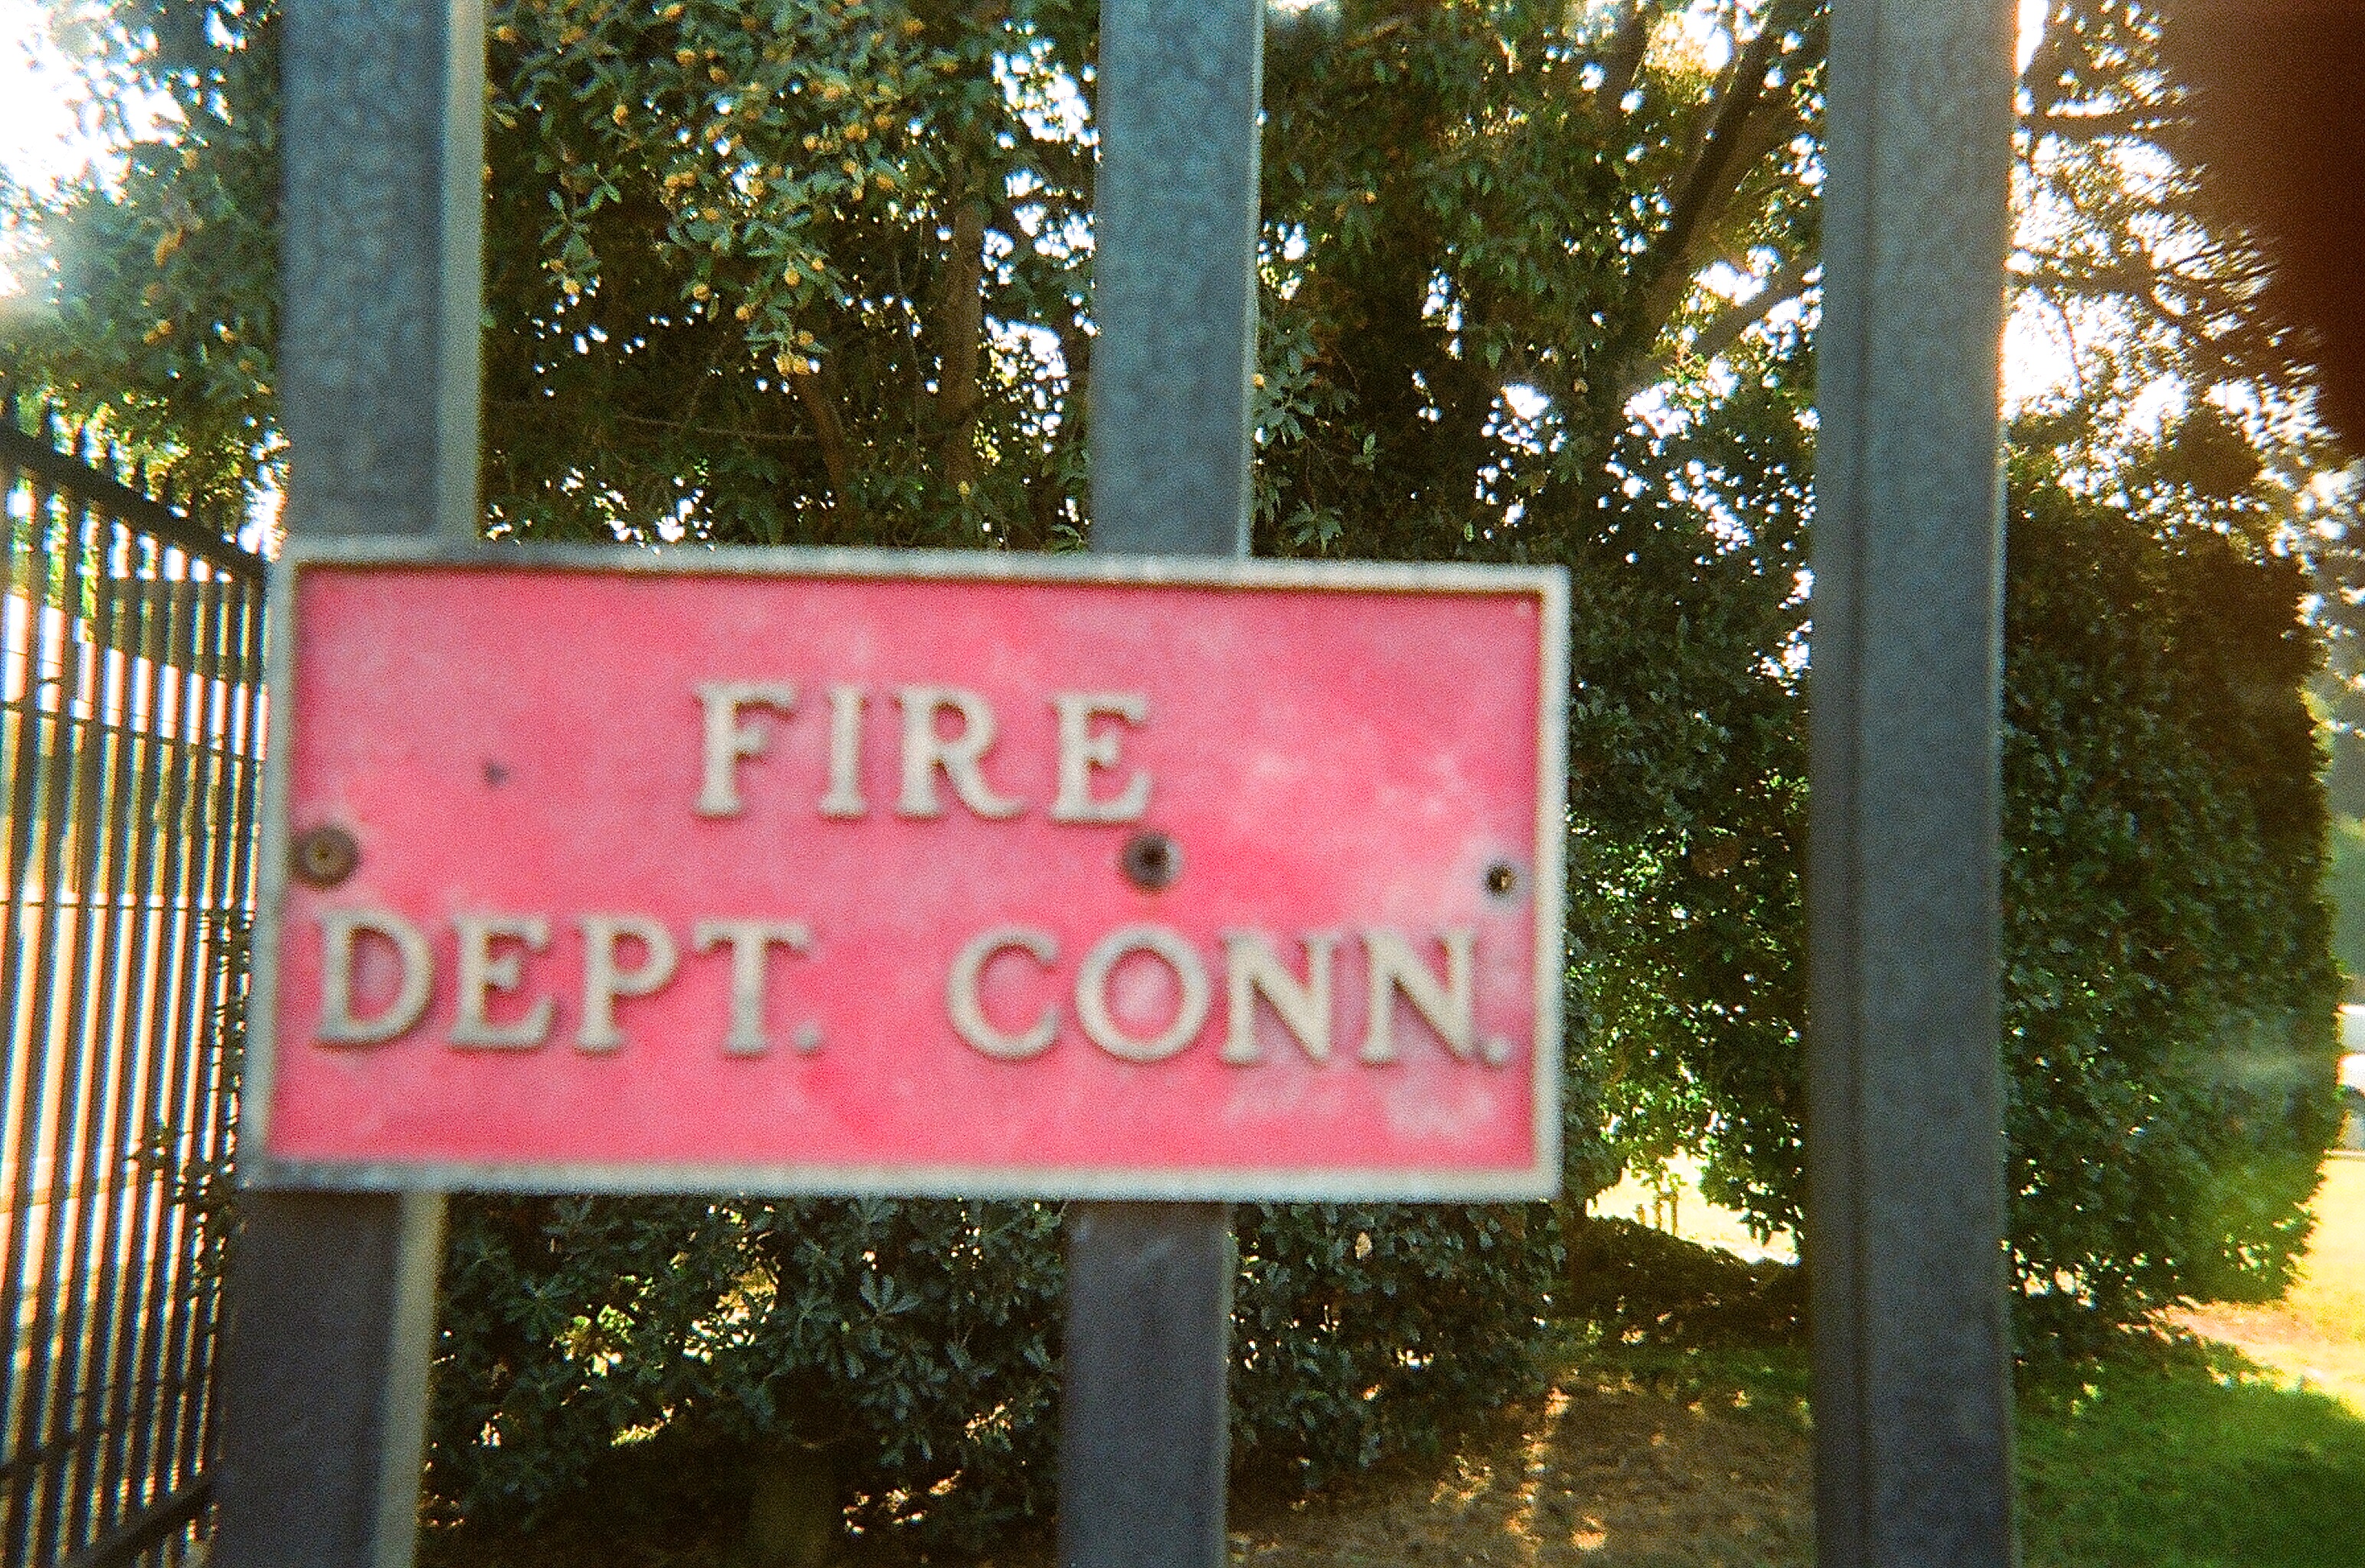 FIRE
DEPT. CONN.